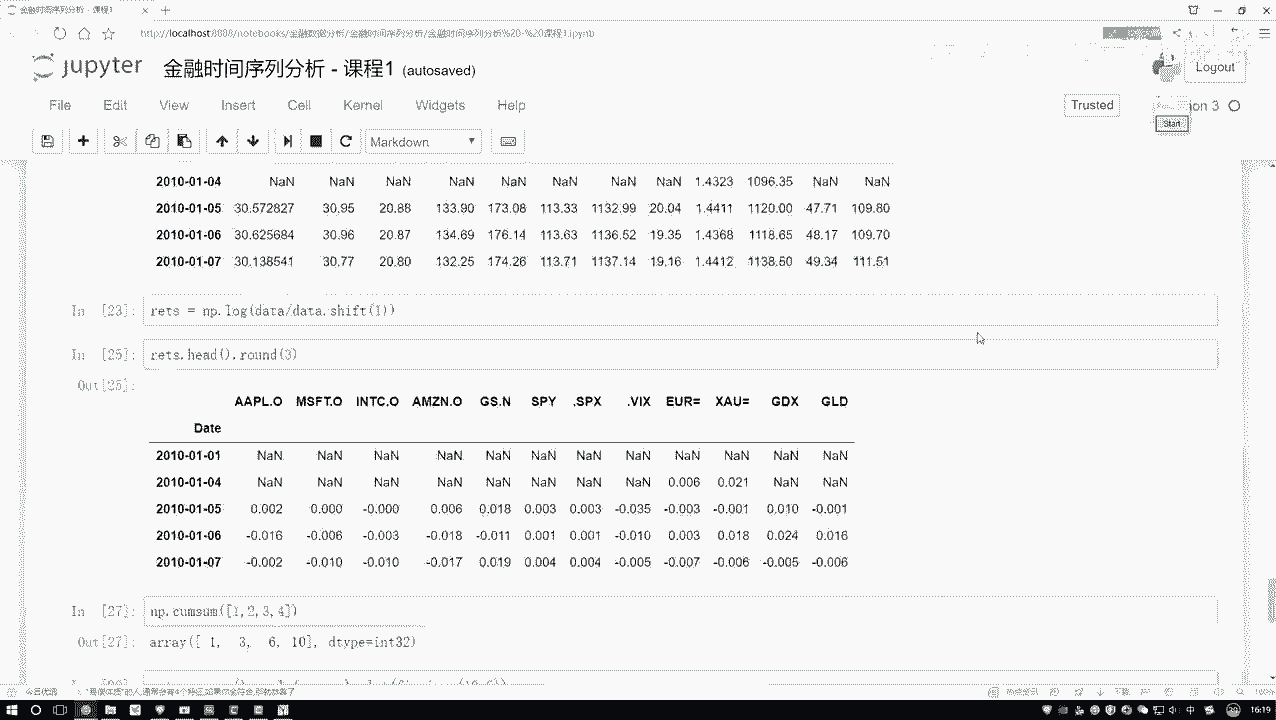 金融时间序列分析 - 课程1
http://localhost:8888/notebooks/金融数据分析/金融时间序列分析/金融时间序列分析%20-%20课程1.ipynb
jupyter 金融时间序列分析 - 课程1 (autosaved)
Logout
File Edit View Insert Cell Kernel Widgets Help
Trusted
3
Start
Markdown
2010-01-04 NaN NaN NaN NaN NaN NaN NaN NaN 1.4323 1096.35 NaN NaN
2010-01-05 30.572827 30.95 20.88 133.90 173.08 113.33 1132.99 20.04 1.4411 1120.00 47.71 109.80
2010-01-06 30.625684 30.96 20.87 134.69 176.14 113.63 1136.52 19.35 1.4368 1118.65 48.17 109.70
2010-01-07 30.138541 30.77 20.80 132.25 174.26 113.71 1137.14 19.16 1.4412 1138.50 49.34 111.51
In [23]: rets = np.log(data/data.shift(1))
In [25]: rets.head().round(3)
Out[25]:
AAPL.O MSFT.O INTC.O AMZN.O GS.N SPY .SPX .VIX EUR= XAU= GDX GLD
Date
2010-01-01 NaN NaN NaN NaN NaN NaN NaN NaN NaN NaN NaN NaN
2010-01-04 NaN NaN NaN NaN NaN NaN NaN NaN 0.006 0.021 NaN NaN
2010-01-05 0.002 0.000 -0.000 0.006 0.018 0.003 0.003 -0.035 -0.003 -0.001 0.010 -0.001
2010-01-06 -0.016 -0.006 -0.003 -0.018 -0.011 0.001 0.001 -0.010 0.003 0.018 0.024 0.016
2010-01-07 -0.002 -0.010 -0.010 -0.017 0.019 0.004 0.004 -0.005 -0.007 -0.006 -0.005 -0.006
In [27]: np.cumsum([1,2,3,4])
Out[27]: array([ 1, 3, 6, 10], dtype=int32)
中
16:19